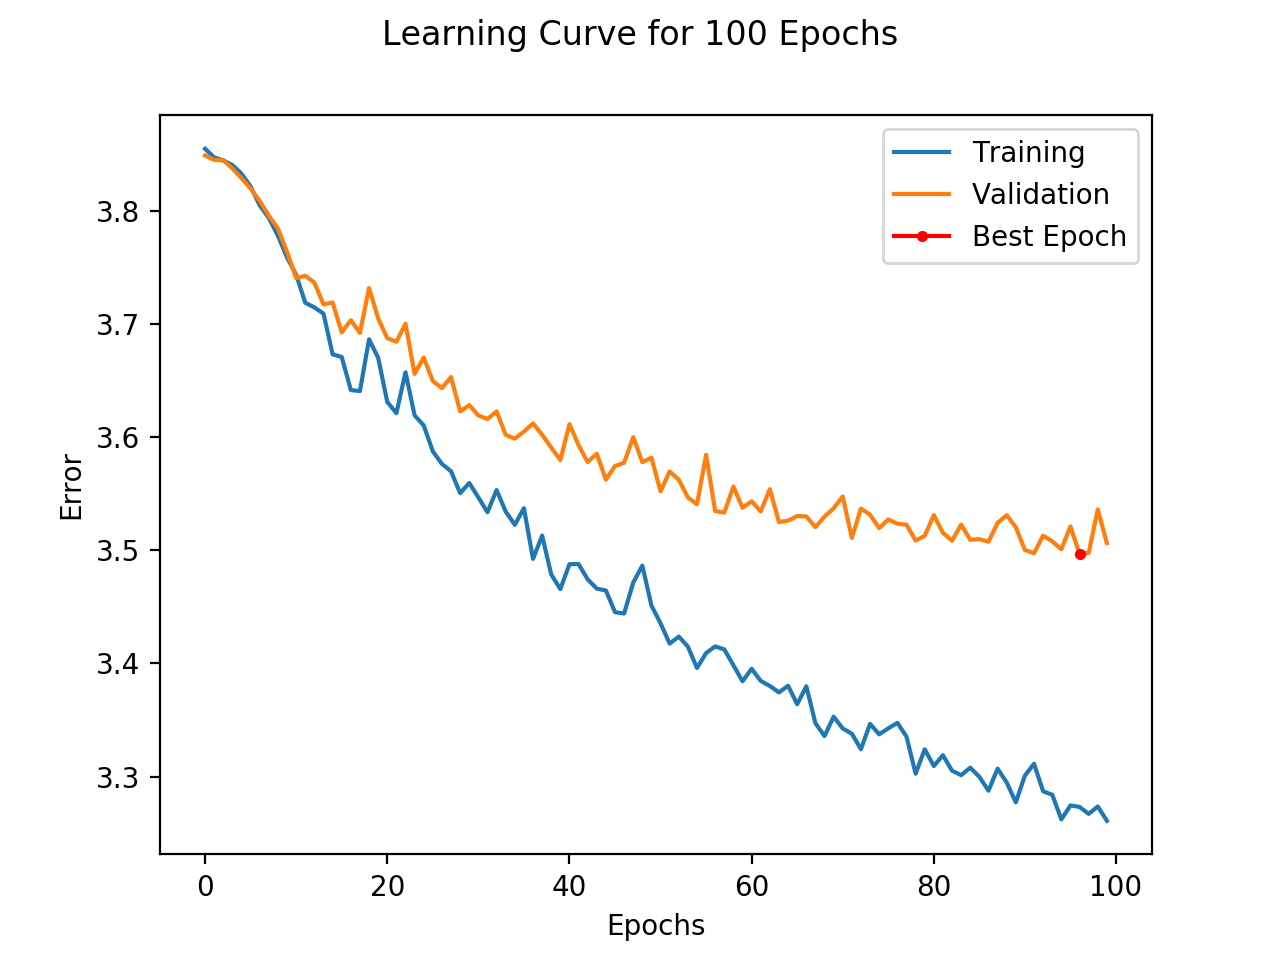 Learning Curve for 100 Epochs
Training
Validation
Best Epoch
3.8
3.7
3.6
3.5
3.4
3.3
Error
0 20 40 60 80 100
Epochs